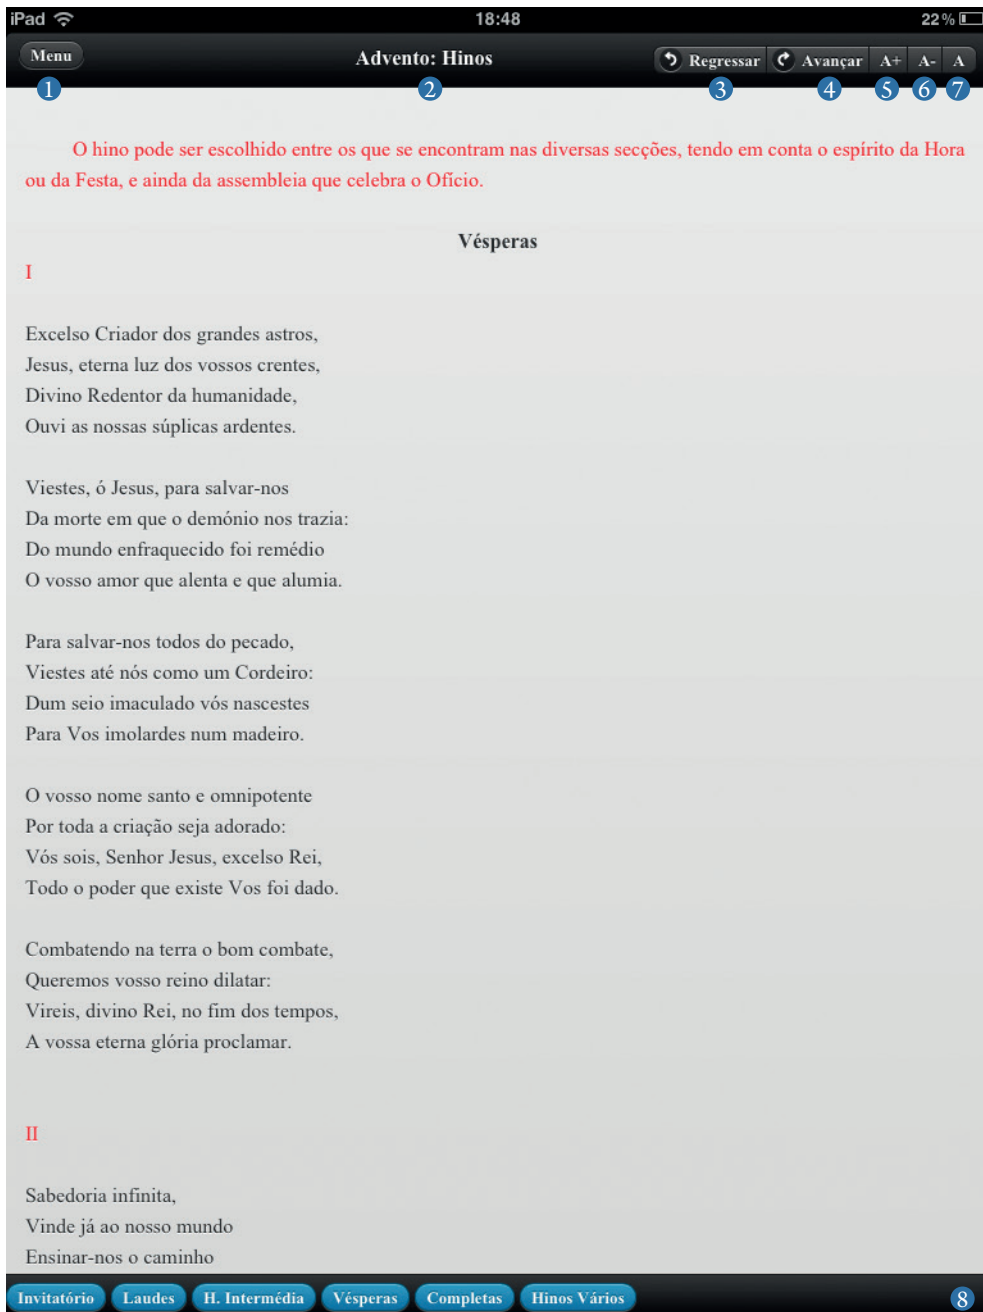 iPad 18:48 22%
Menu Advento: Hinos Regressar Avançar A+ A- A
1 2 3 4 5 6 7
O hino pode ser escolhido entre os que se encontram nas diversas secções, tendo em conta o espírito da Hora
ou da Festa, e ainda da assembleia que celebra o Ofício.
Vésperas
I
Excelso Criador dos grandes astros,
Jesus, eterna luz dos vossos crentes,
Divino Redentor da humanidade,
Ouvi as nossas súplicas ardentes.
Viestes, ó Jesus, para salvar-nos
Da morte em que o demónio nos trazia:
Do mundo enfraquecido foi remédio
O vosso amor que alenta e que alumia.
Para salvar-nos todos do pecado,
Viestes até nós como um Cordeiro:
Dum seio imaculado vós nascestes
Para Vos imolardes num madeiro.
O vosso nome santo e omnipotente
Por toda a criação seja adorado:
Vós sois, Senhor Jesus, excelso Rei,
Todo o poder que existe Vos foi dado.
Combatendo na terra o bom combate,
Queremos vosso reino dilatar:
Vireis, divino Rei, no fim dos tempos,
A vossa eterna glória proclamar.
II
Sabedoria infinita,
Vinde já ao nosso mundo
Ensinar-nos o caminho
Invitatório Laudes H. Intermédia Vésperas Completas Hinos Vários 8